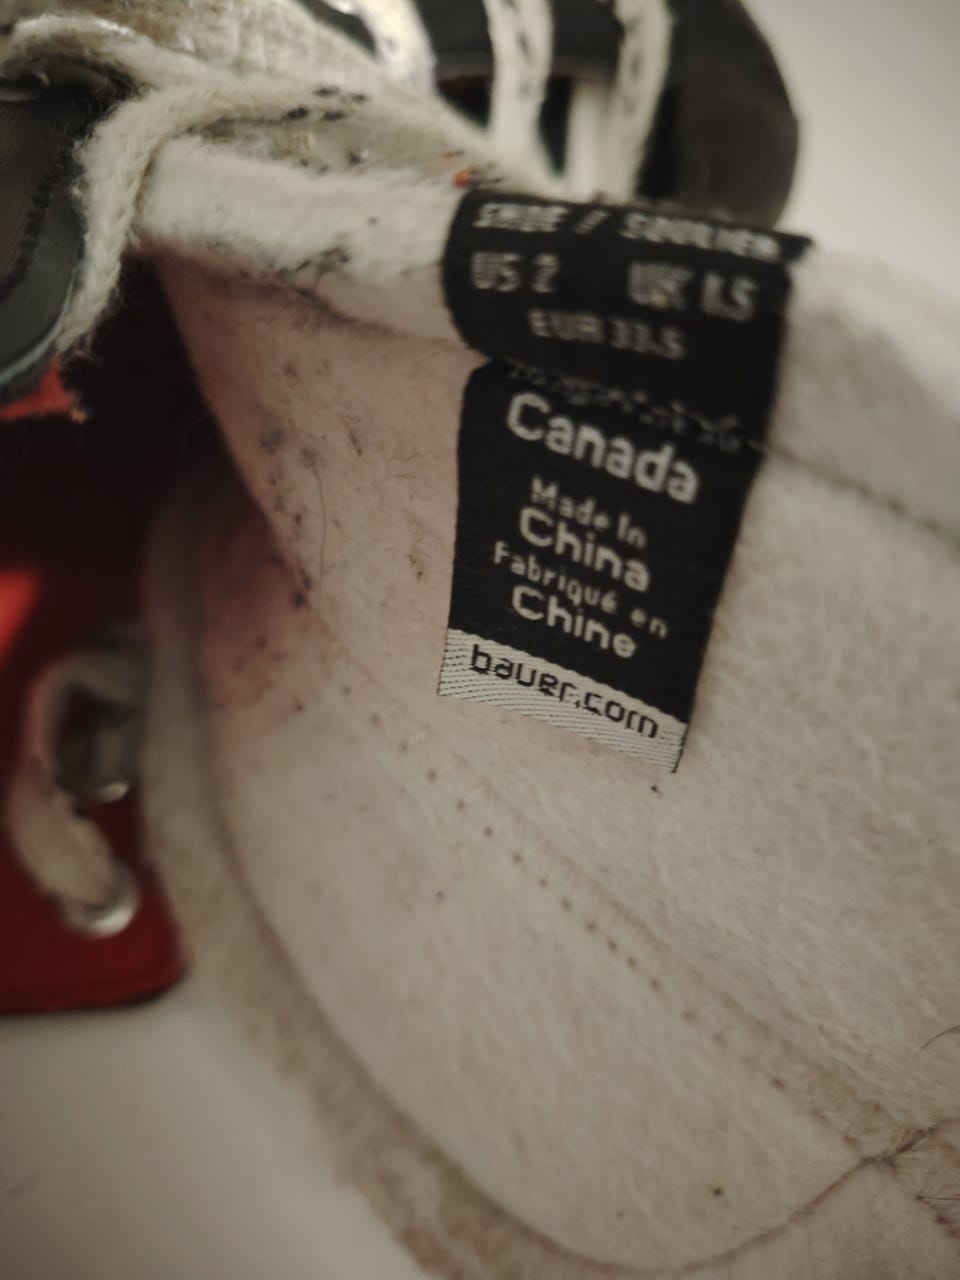 SHOE / SOULIER
US 2 UK 1.5
EUR 33.5
Canada
Made In
China
Fabriqué en
Chine
bauer.com